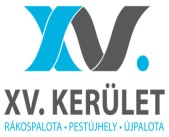 XV.
XV. KERÜLET
RÁKOSPALOTA • PESTÚJHELY • ÚJPALOTA